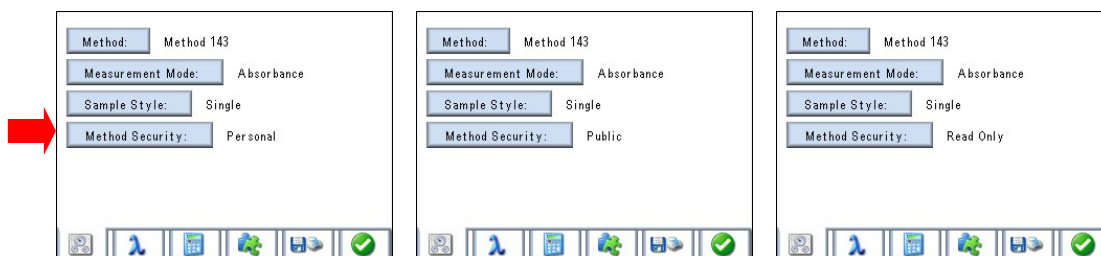 Method: Method 143
Measurement Mode: Absorbance
Sample Style: Single
Method Security: Personal
λ
Method: Method 143
Measurement Mode: Absorbance
Sample Style: Single
Method Security: Public
λ
Method: Method 143
Measurement Mode: Absorbance
Sample Style: Single
Method Security: Read Only
λ